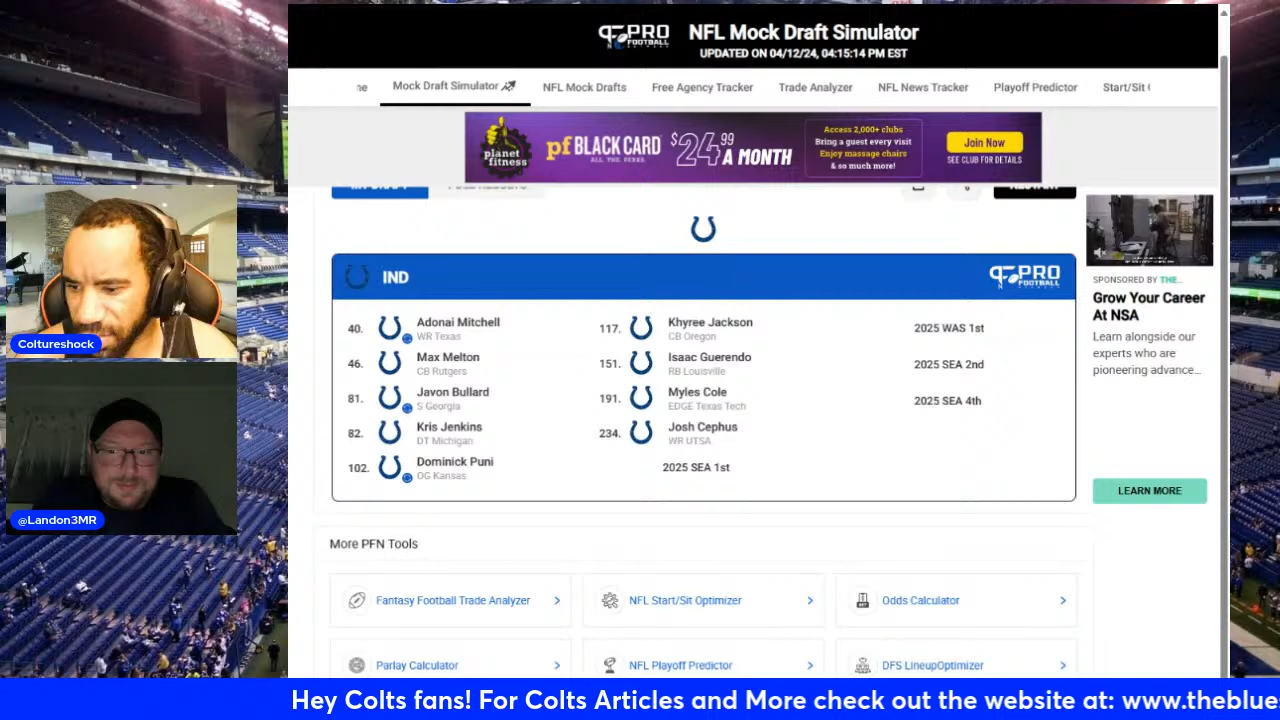 PRO
FOOTBALL
NETWORK
NFL Mock Draft Simulator
UPDATED ON 04/12/24, 04:15:14 PM EST
ne
Mock Draft Simulator
NFL Mock Drafts
Free Agency Tracker
Trade Analyzer
NFL News Tracker
Playoff Predictor
Start/Sit
planet
fitness
pf BLACK CARD
ALL THE PERKS.
$24.99
A MONTH
Access 2,000+ clubs
Bring a guest every visit
Enjoy massage chairs
& so much more!
Join Now
SEE CLUB FOR DETAILS
RESTART
IND
PRO
FOOTBALL
40.
Adonai Mitchell
WR Texas
46.
Max Melton
CB Rutgers
81.
Javon Bullard
S Georgia
82.
Kris Jenkins
DT Michigan
102.
Dominick Puni
OG Kansas
117.
Khyree Jackson
CB Oregon
151.
Isaac Guerendo
RB Louisville
191.
Myles Cole
EDGE Texas Tech
234.
Josh Cephus
WR UTSA
2025 SEA 1st
2025 WAS 1st
2025 SEA 2nd
2025 SEA 4th
SPONSORED BY THE...
Grow Your Career
At NSA
Learn alongside our
experts who are
pioneering advance...
LEARN MORE
Coltureshock
@Landon3MR
More PFN Tools
Fantasy Football Trade Analyzer
NFL Start/Sit Optimizer
Odds Calculator
Parlay Calculator
NFL Playoff Predictor
DFS LineupOptimizer
Hey Colts fans! For Colts Articles and More check out the website at: www.theblue